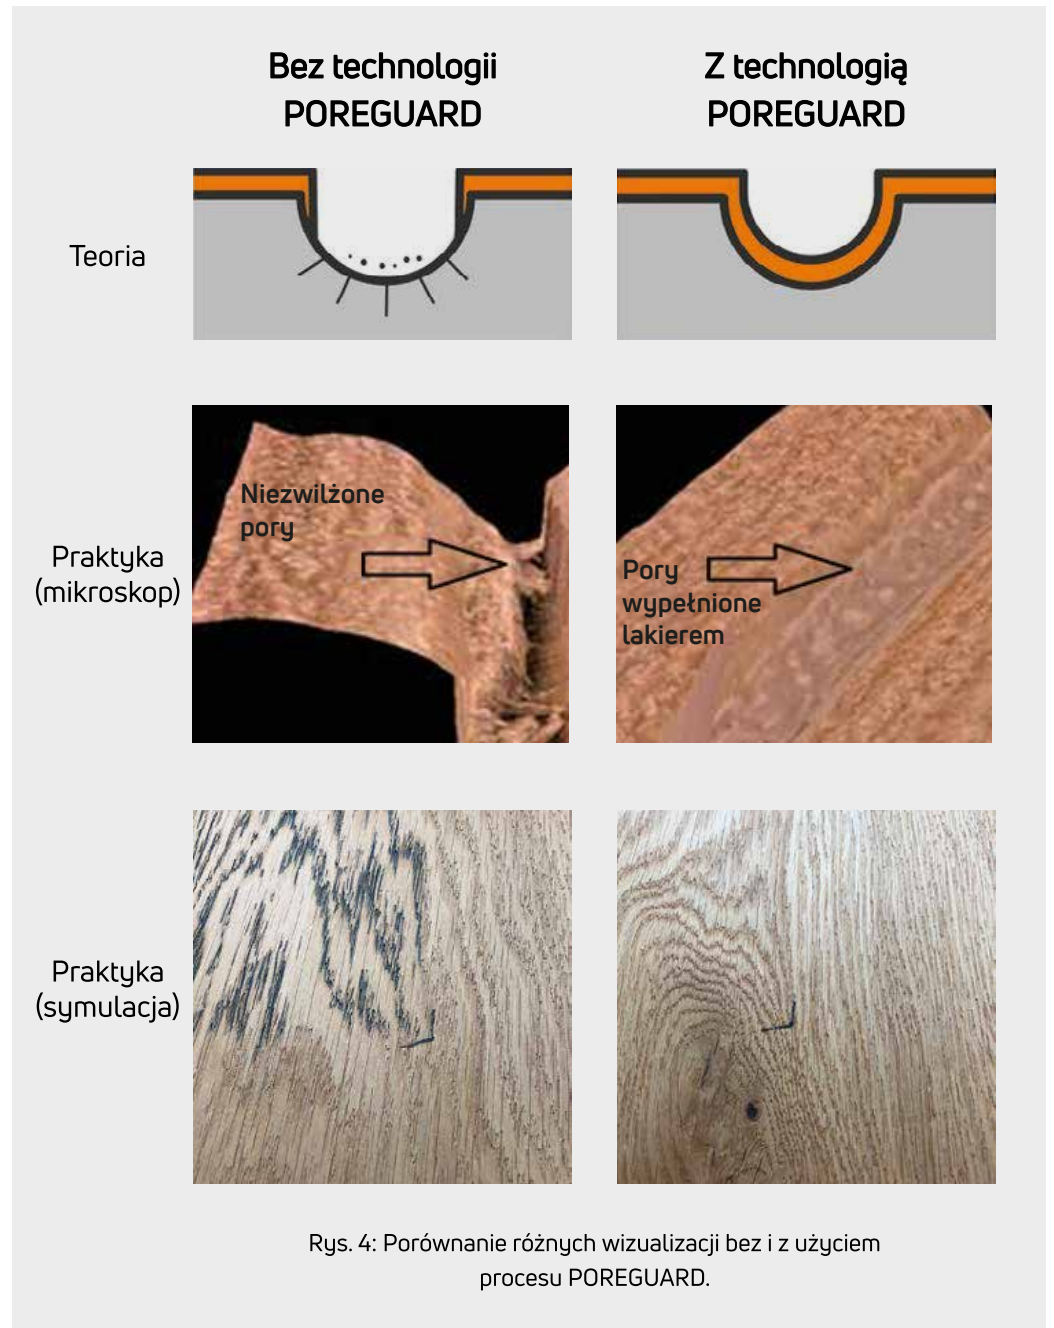 Bez technologii
POREGUARD
Z technologią
POREGUARD
Teoria
Praktyka
(mikroskop)
Niezwilżone
pory
Pory
wypełnione
lakierem
Praktyka
(symulacja)
Rys. 4: Porównanie różnych wizualizacji bez i z użyciem
procesu POREGUARD.